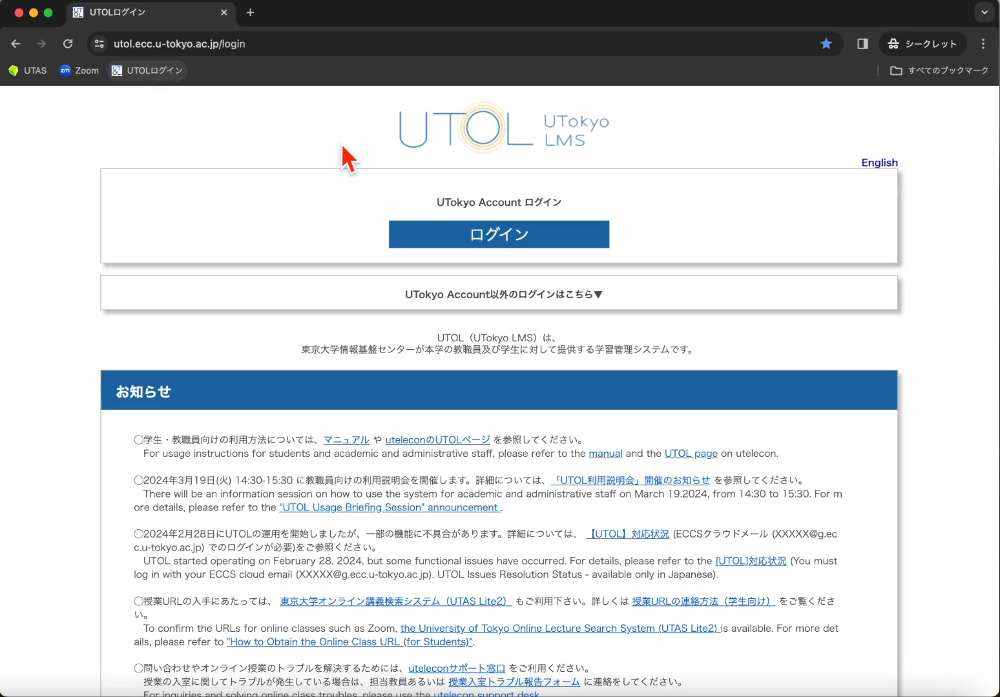 UTOLログイン
utol.ecc.u-tokyo.ac.jp/login
シークレット
UTAS
zm Zoom
UTOLログイン
すべてのブックマーク
UTOL UTokyo LMS
English
UTokyo Account ログイン
ログイン
UTokyo Account以外のログインはこちら▼
UTOL（UTokyo LMS）は、
東京大学情報基盤センターが本学の教職員及び学生に対して提供する学習管理システムです。
お知らせ
○学生・教職員向けの利用方法については、マニュアル や uteleconのUTOLページ を参照してください。
For usage instructions for students and academic and administrative staff, please refer to the manual and the UTOL page on utelecon.
○2024年3月19日(火) 14:30-15:30 に教職員向けの利用説明会を開催します。詳細については、「UTOL利用説明会」開催のお知らせ を参照してください。
There will be an information session on how to use the system for academic and administrative staff on March 19.2024, from 14:30 to 15:30. For m
ore details, please refer to the "UTOL Usage Briefing Session" announcement .
○2024年2月28日にUTOLの運用を開始しましたが、一部の機能に不具合があります。詳細については、 【UTOL】対応状況 (ECCSクラウドメール (XXXXX@g.ec
c.u-tokyo.ac.jp) でのログインが必要)をご参照ください。
UTOL started operating on February 28, 2024, but some functional issues have occurred. For details, please refer to the [UTOL]対応状況 (You must
log in with your ECCS cloud email (XXXXX@g.ecc.u-tokyo.ac.jp). UTOL Issues Resolution Status - available only in Japanese).
○授業URLの入手にあたっては、 東京大学オンライン講義検索システム（UTAS Lite2） もご利用下さい。詳しくは 授業URLの連絡方法（学生向け） をご覧くださ
い。
To confirm the URLs for online classes such as Zoom, the University of Tokyo Online Lecture Search System (UTAS Lite2) is available. For more det
ails, please refer to "How to Obtain the Online Class URL (for Students)".
○問い合わせやオンライン授業のトラブルを解決するためには、uteleconサポート窓口 をご利用ください。
授業の入室に関してトラブルが発生している場合は、担当教員あるいは 授業入室トラブル報告フォーム に連絡をしてください。
For inquiries and solving online class troubles, please use the utelecon support desk.